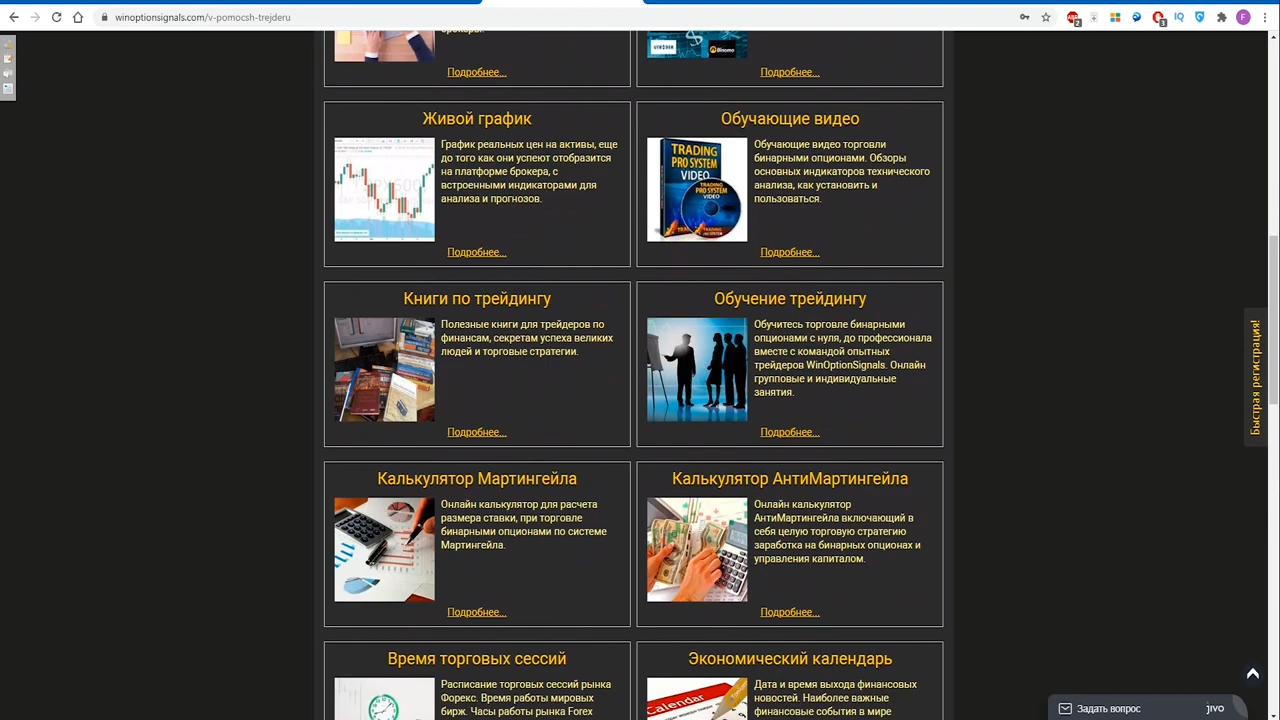 winoptionsignals.com/v-pomocsh-trejderu
Подробнее...
Binomo
Подробнее...
Живой график
График реальных цен на активы, еще
до того как они успеют отобразится
на платформе брокера, с
встроенными индикаторами для
анализа и прогнозов.
Подробнее...
Обучающие видео
TRADING
PRO SYSTEM
VIDEO
TRADING
PRO SYSTEM
VIDEO
Обучающие видео торговли
бинарными опционами. Обзоры
основных индикаторов технического
анализа, как установить и
пользоваться.
Подробнее...
Книги по трейдингу
Полезные книги для трейдеров по
финансам, секретам успеха великих
людей и торговые стратегии.
Подробнее...
Обучение трейдингу
Обучитесь торговле бинарными
опционами с нуля, до профессионала
вместе с командой опытных
трейдеров WinOptionSignals. Онлайн
групповые и индивидуальные
занятия.
Подробнее...
Калькулятор Мартингейла
Онлайн калькулятор для расчета
размера ставки, при торговле
бинарными опционами по системе
Мартингейла.
Подробнее...
Калькулятор АнтиМартингейла
Онлайн калькулятор
АнтиМартингейла включающий в
себя целую торговую стратегию
заработка на бинарных опционах и
управления капиталом.
Подробнее...
Время торговых сессий
Расписание торговых сессий рынка
Форекс. Время работы мировых
бирж. Часы работы рынка Forex
Экономический календарь
Calendar
Дата и время выхода финансовых
новостей. Наиболее важные
финансовые события в мире
Быстрая регистрация!
Задать вопрос
jivo